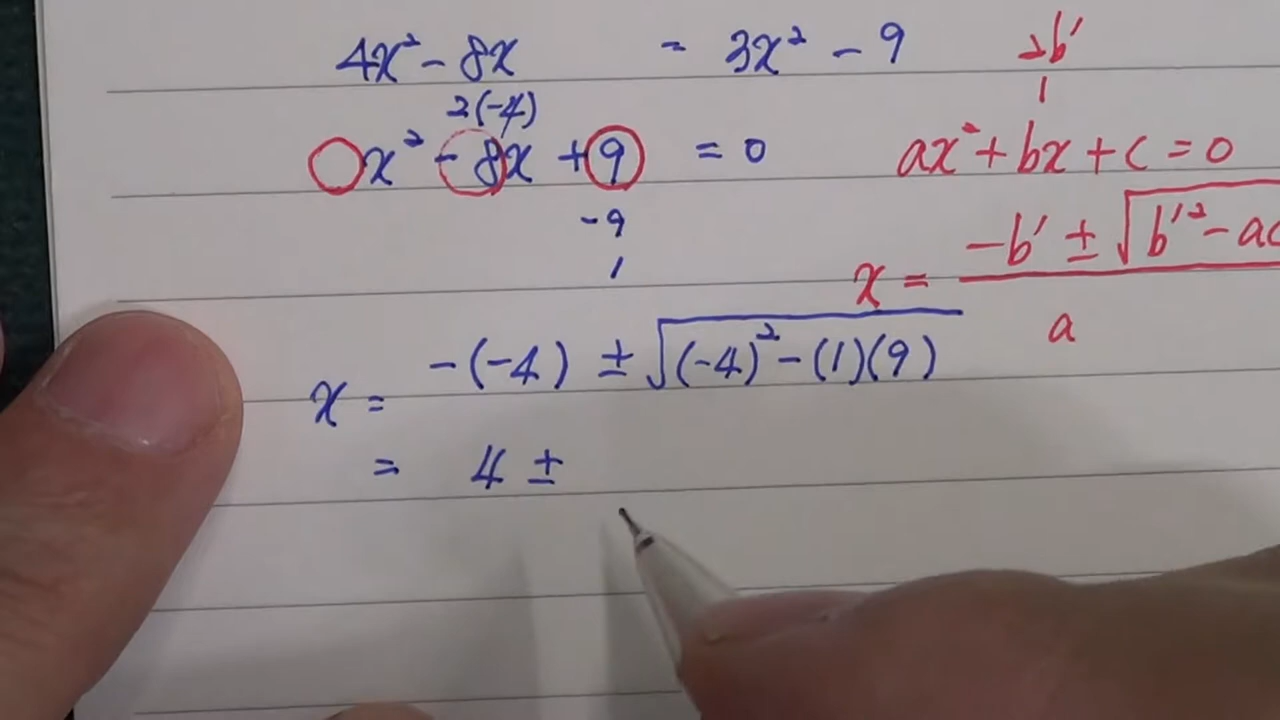 4x² - 8x = 3x² - 9
2b'
2(-4)
x² - 8x + 9 = 0
ax² + bx + c = 0
-9
x = -b' ± √b'² - ac / a
x = -(-4) ± √(-4)² - (1)(9)
= 4 ±